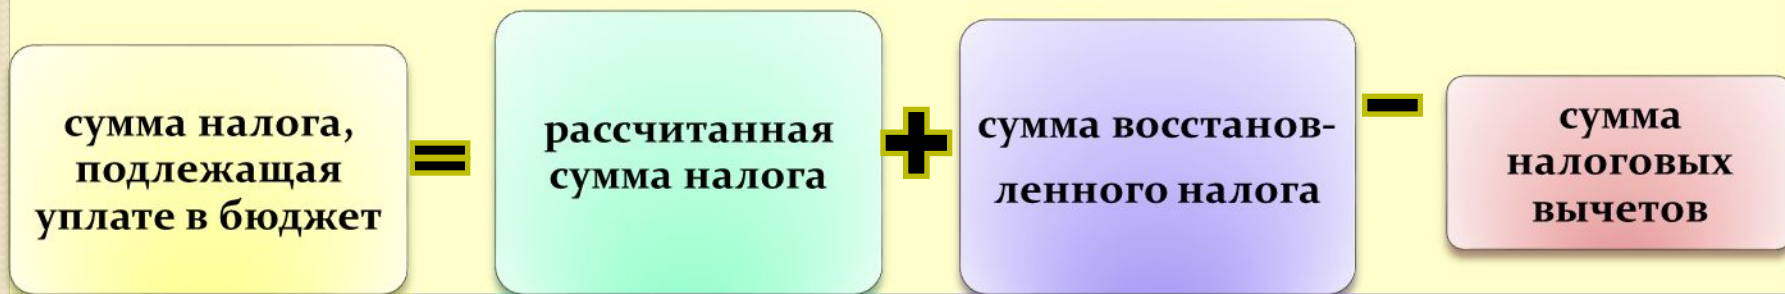 сумма налога,
подлежащая
уплате в бюджет
=
рассчитанная
сумма налога
+
сумма восстанов-
ленного налога
–
сумма
налоговых
вычетов